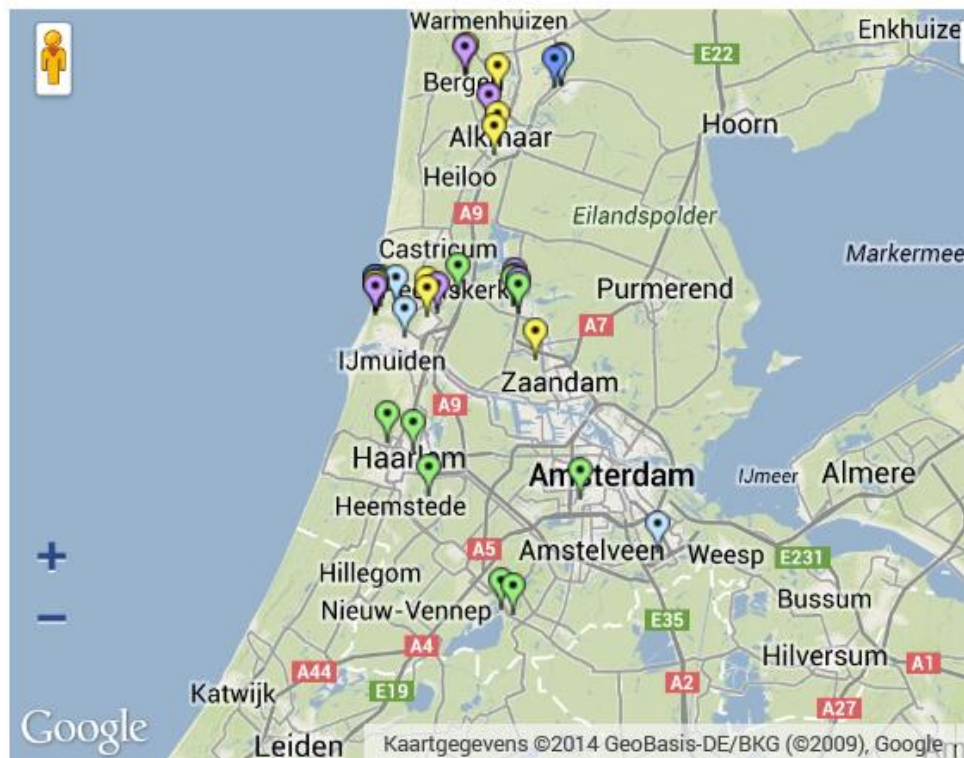 Warmenhuizen
Enkhuize
E22
Bergen
Hoorn
Alkmaar
Heiloo
A9
Eilandspolder
Castricum
Markermee
Heemskerk
Purmerend
A7
IJmuiden
Zaandam
A9
Haarlem
Amsterdam
IJmeer
Almere
Heemstede
A5
Amstelveen
Weesp
E231
Hillegom
Bussum
Nieuw-Vennep
E35
A4
Hilversum
A1
A44
A2
Katwijk
E19
A27
Google
Leiden
Kaartgegevens ©2014 GeoBasis-DE/BKG (©2009), Google